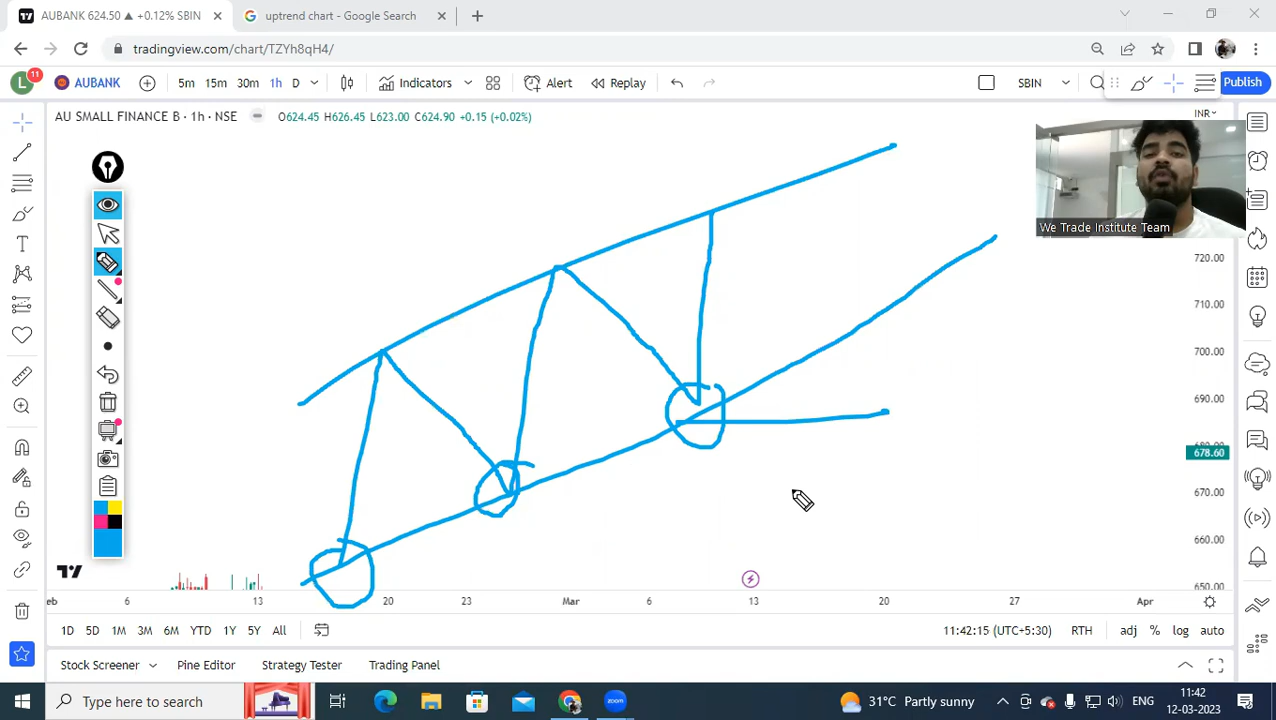 AUBANK 624.50 ▲ +0.12% SBIN
uptrend chart - Google Search
tradingview.com/chart/TZYh8qH4/
L 11 AUBANK 5m 15m 30m 1h D Indicators Alert Replay SBIN Publish
AU SMALL FINANCE B · 1h · NSE O624.45 H626.45 L623.00 C624.90 +0.15 (+0.02%) INR
We Trade Institute Team
720.00
710.00
700.00
690.00
678.60
670.00
660.00
650.00
6 13 20 23 Mar 6 13 20 27 Apr
1D 5D 1M 3M 6M YTD 1Y 5Y All 11:42:15 (UTC+5:30) RTH adj % log auto
Stock Screener Pine Editor Strategy Tester Trading Panel
Type here to search zoom 31°C Partly sunny ENG 11:42
12-03-2023